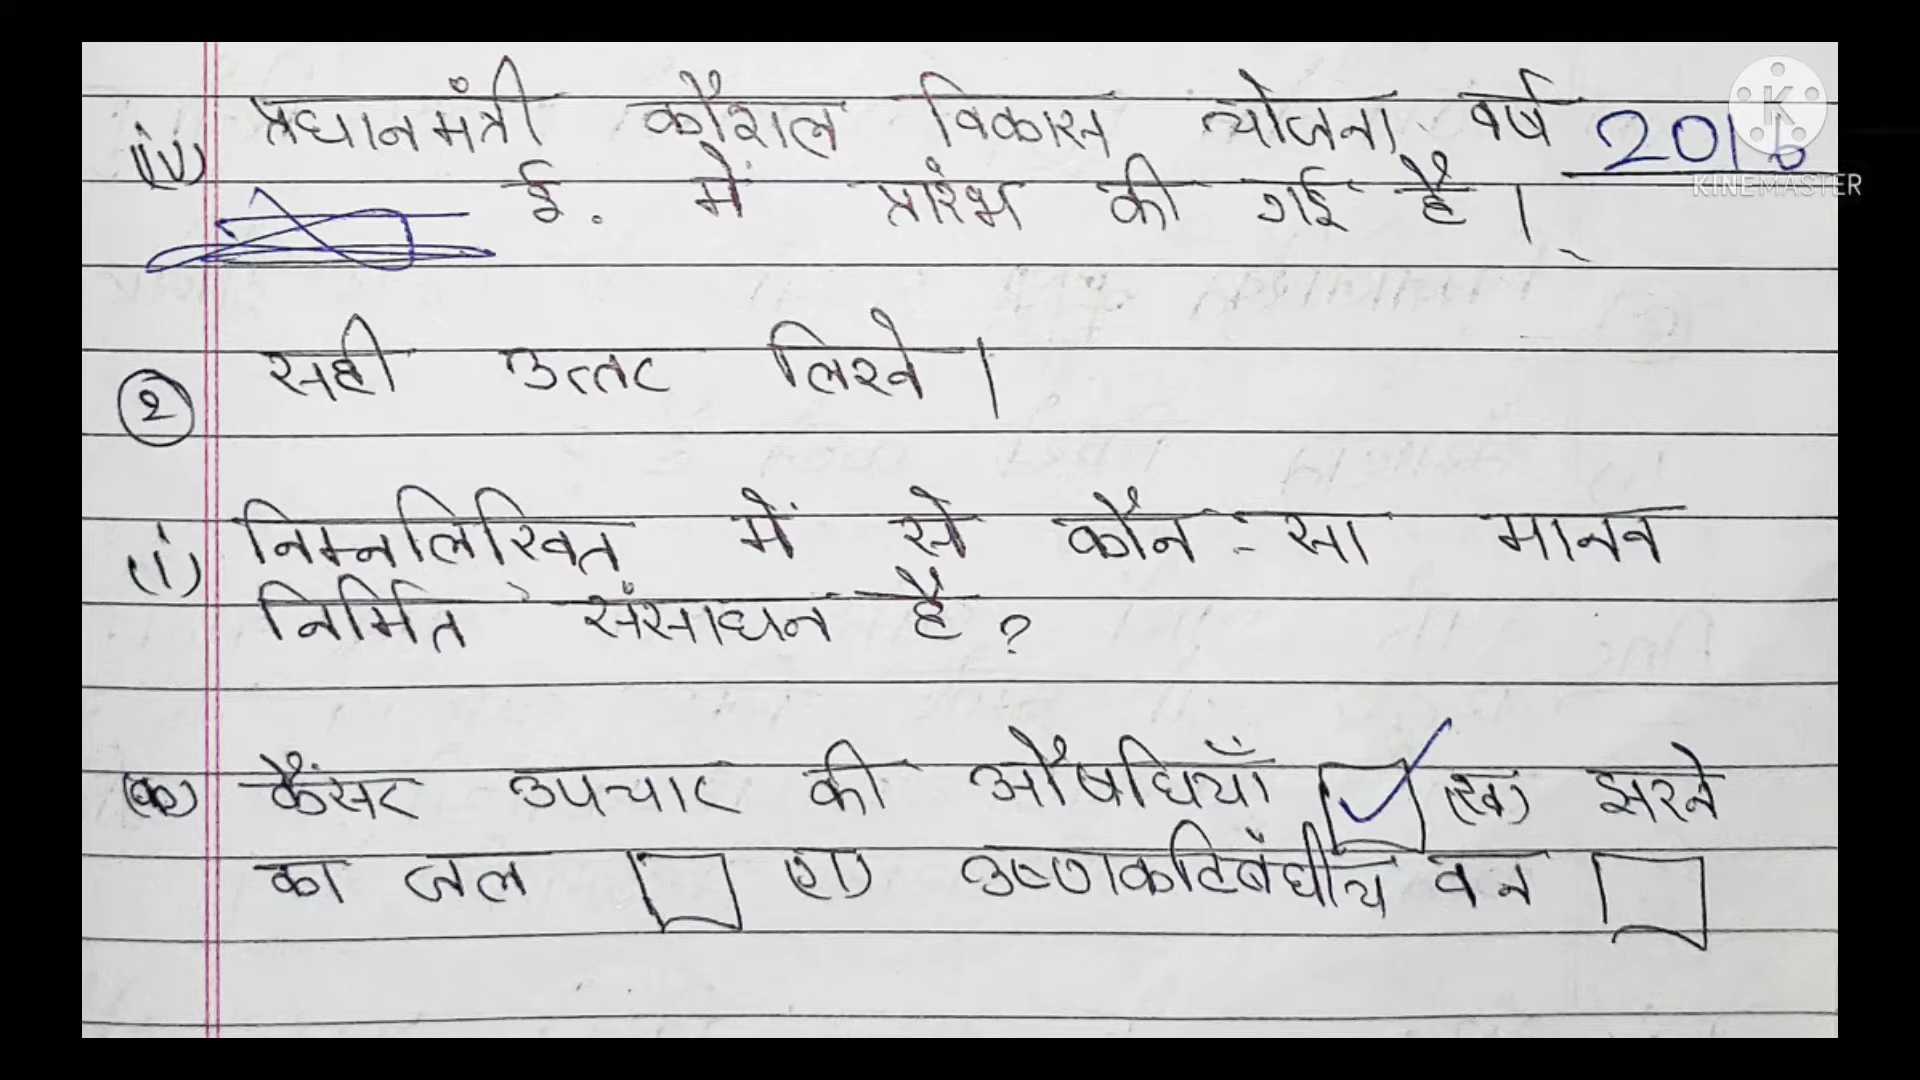 (iv) प्रधानमंत्री कौशल विकास योजना वर्ष 2016
ई. में प्रारंभ की गई है।
② सही उत्तर लिखे।
(i) निम्नलिखित में से कौन-सा मानव
निर्मित संसाधन है?
(क) कैंसर उपचार की औषधियाँ ☑ (ख) झरने
का जल ☐ (ग) उष्णकटिबंधीय वन ☐
K
KINEMASTER